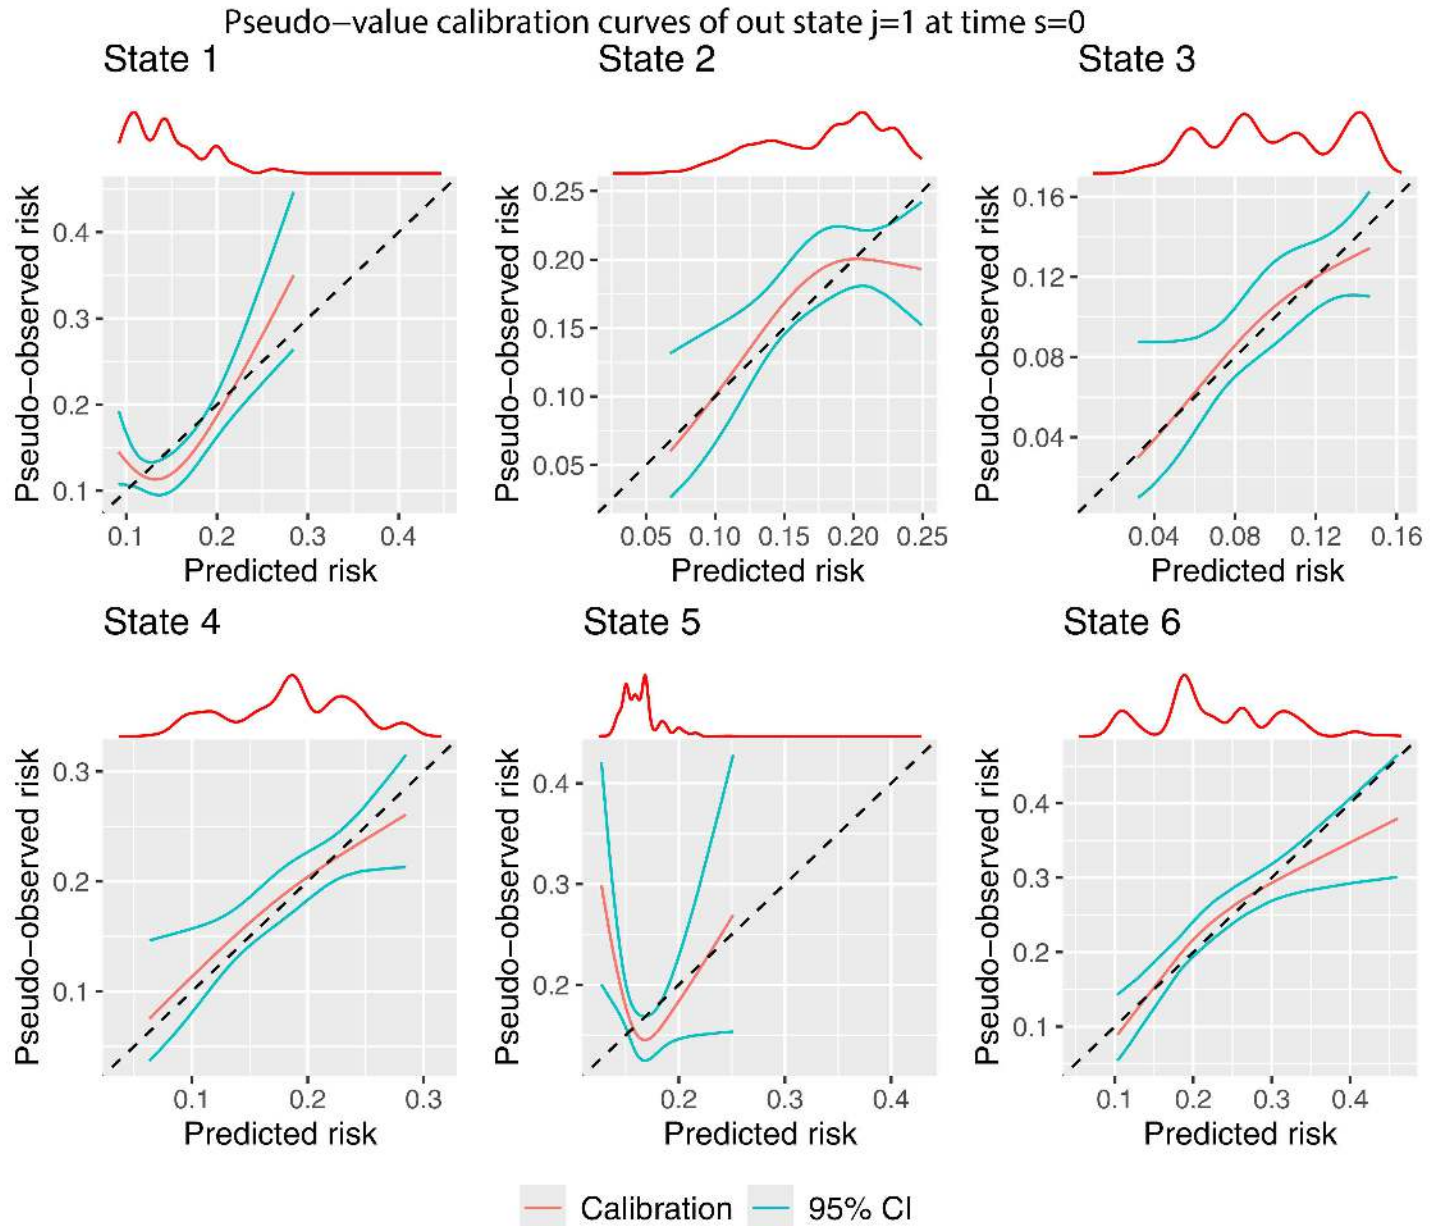 Pseudo−value calibration curves of out state j=1 at time s=0
State 1
State 2
State 3
Pseudo−observed risk
0.4
0.3
0.2
0.1
0.1 0.2 0.3 0.4
Predicted risk
Pseudo−observed risk
0.25
0.20
0.15
0.10
0.05
0.05 0.10 0.15 0.20 0.25
Predicted risk
Pseudo−observed risk
0.16
0.12
0.08
0.04
0.04 0.08 0.12 0.16
Predicted risk
State 4
State 5
State 6
Pseudo−observed risk
0.3
0.2
0.1
0.1 0.2 0.3
Predicted risk
Pseudo−observed risk
0.4
0.3
0.2
0.2 0.3 0.4
Predicted risk
Pseudo−observed risk
0.4
0.3
0.2
0.1
0.1 0.2 0.3 0.4
Predicted risk
Calibration 95% CI